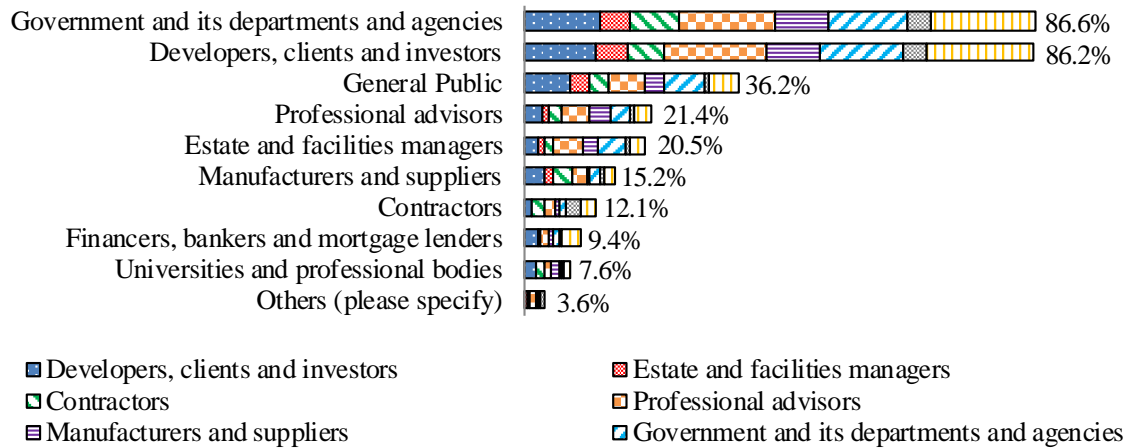 Government and its departments and agencies 86.6%
Developers, clients and investors 86.2%
General Public 36.2%
Professional advisors 21.4%
Estate and facilities managers 20.5%
Manufacturers and suppliers 15.2%
Contractors 12.1%
Financers, bankers and mortgage lenders 9.4%
Universities and professional bodies 7.6%
Others (please specify) 3.6%
Developers, clients and investors Estate and facilities managers
Contractors Professional advisors
Manufacturers and suppliers Government and its departments and agencies